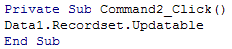 Private Sub Command2_Click()
Data1.Recordset.Updatable
End Sub